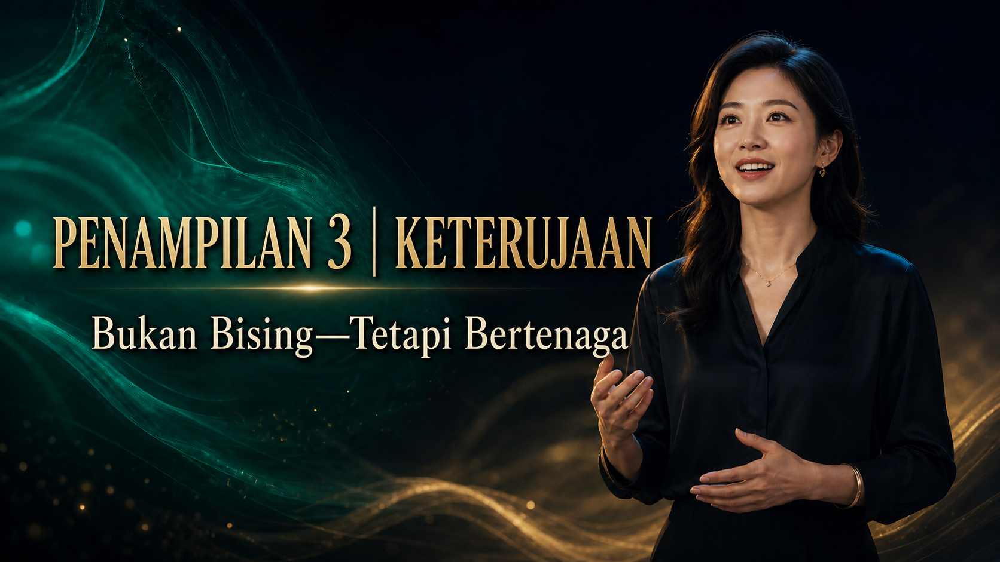 PENAMPILAN 3 | KETERUJAAN
Bukan Bising—Tetapi Bertenaga